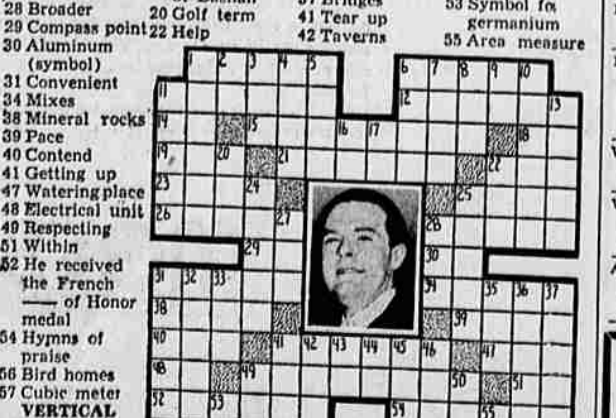 28 Broader
29 Compass point
30 Aluminum
(symbol)
31 Convenient
34 Mixes
38 Mineral rocks
39 Pace
40 Contend
41 Getting up
47 Watering place
48 Electrical unit
49 Respecting
51 Within
52 He received
the French
—— of Honor
medal
54 Hymns of
praise
56 Bird homes
57 Cubic meter
VERTICAL
20 Golf term
22 Help
41 Tear up
42 Taverns
53 Symbol for
germanium
55 Area measure
1 2 3 4 5 6 7 8 9 10
11 12 13
14 15 16 17 18
19 20 21 22
23 24 25
26 27 28
29 30
31 32 33 34 35 36 37
38 39
40 41 42 43 44 45 46 47
48 49 50 51
52 53 54 55